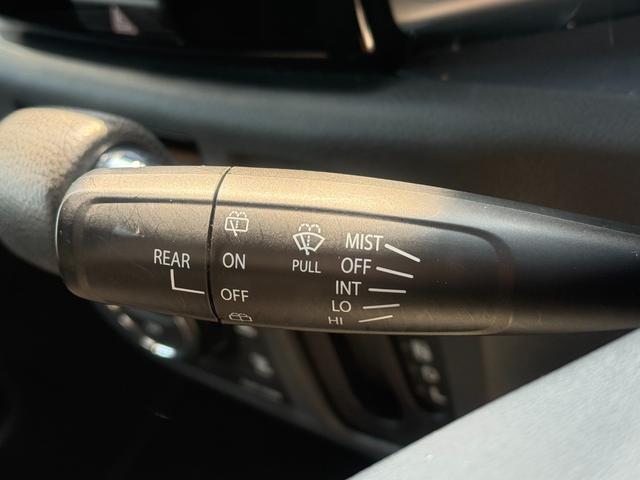 REAR
ON
OFF
PULL
MIST
OFF
INT
LO
HI